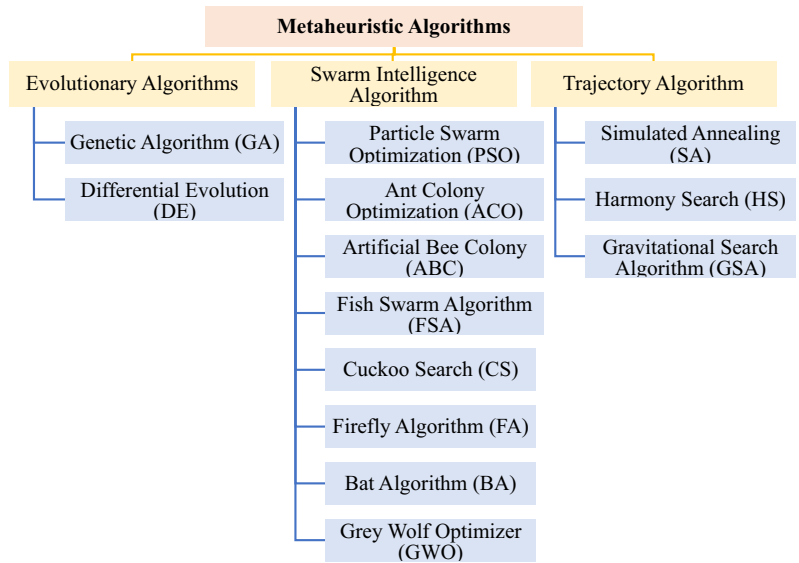 Metaheuristic Algorithms
Evolutionary Algorithms
Genetic Algorithm (GA)
Differential Evolution
(DE)
Swarm Intelligence
Algorithm
Particle Swarm
Optimization (PSO)
Ant Colony
Optimization (ACO)
Artificial Bee Colony
(ABC)
Fish Swarm Algorithm
(FSA)
Cuckoo Search (CS)
Firefly Algorithm (FA)
Bat Algorithm (BA)
Grey Wolf Optimizer
(GWO)
Trajectory Algorithm
Simulated Annealing
(SA)
Harmony Search (HS)
Gravitational Search
Algorithm (GSA)